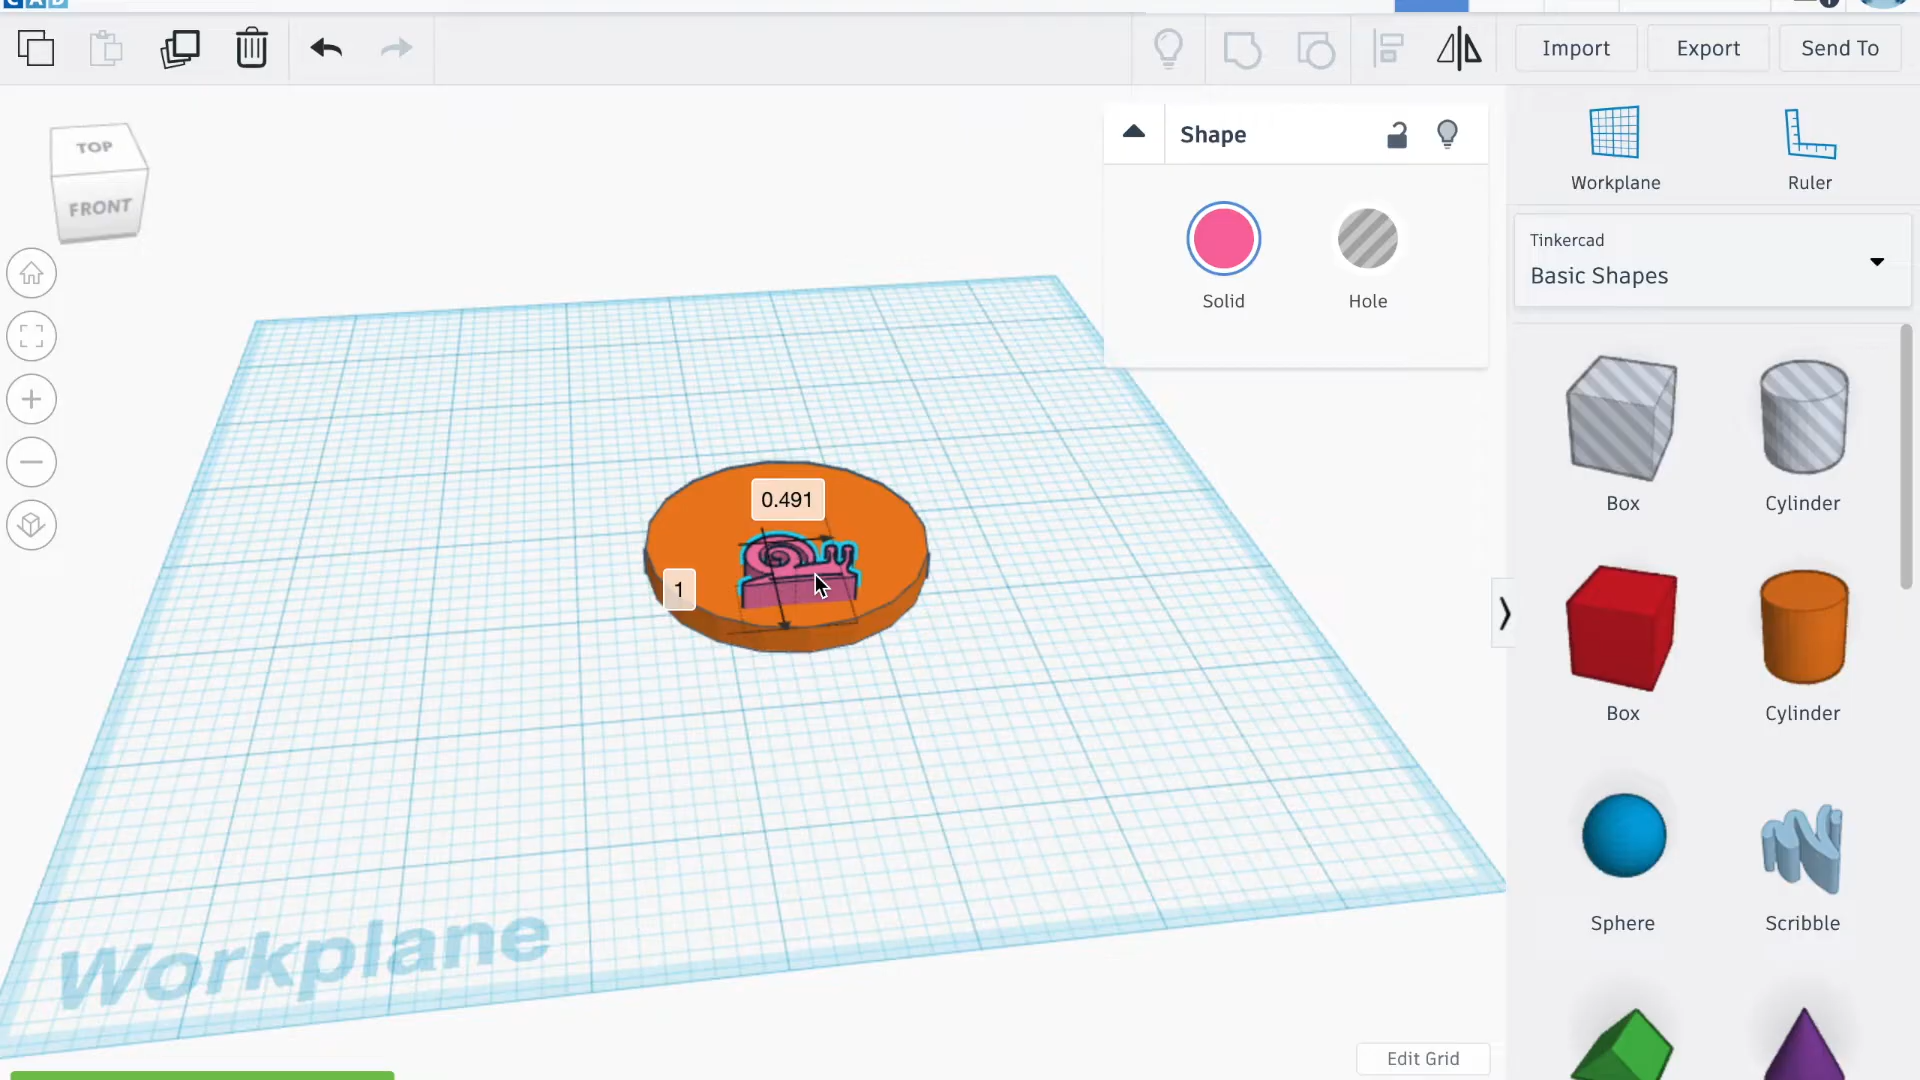 CAD
Import
Export
Send To
TOP
FRONT
Shape
Solid
Hole
Workplane
Ruler
Tinkercad
Basic Shapes
Box
Cylinder
0.491
1
Box
Cylinder
Sphere
Scribble
Workplane
Edit Grid